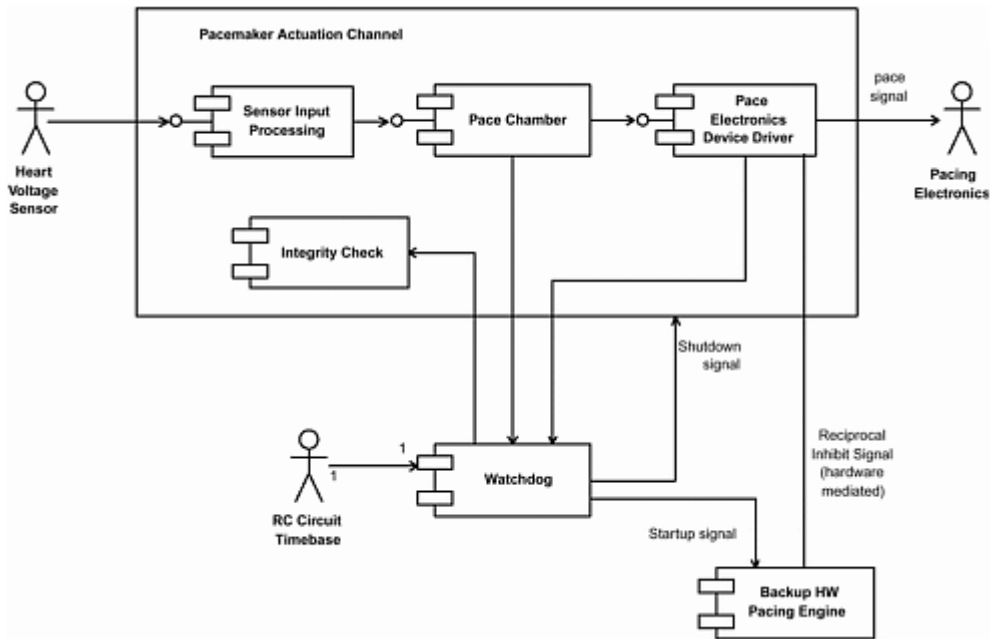 Pacemaker Actuation Channel
Heart
Voltage
Sensor
Sensor Input
Processing
Pace Chamber
Pace
Electronics
Device Driver
pace
signal
Pacing
Electronics
Integrity Check
Shutdown
signal
Reciprocal
Inhibit Signal
(hardware
mediated)
1
1
RC Circuit
Timebase
Watchdog
Startup signal
Backup HW
Pacing Engine